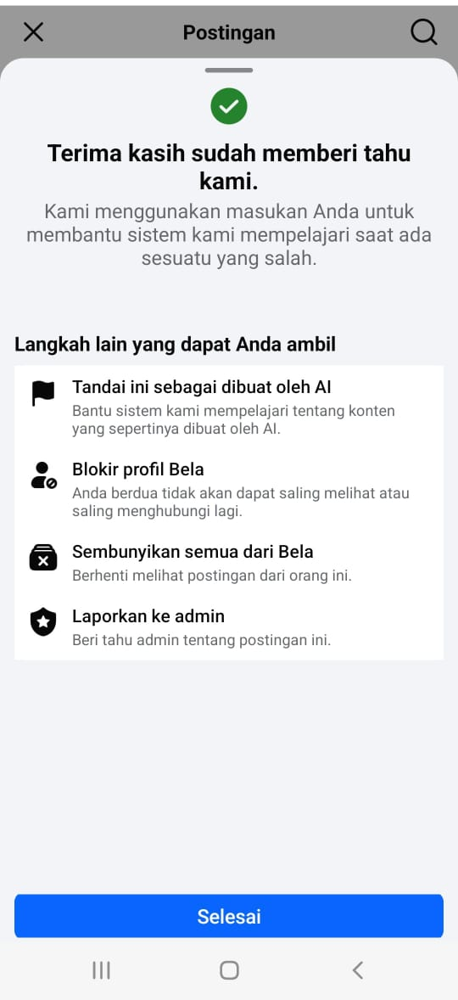 Postingan
Terima kasih sudah memberi tahu
kami.
Kami menggunakan masukan Anda untuk
membantu sistem kami mempelajari saat ada
sesuatu yang salah.
Langkah lain yang dapat Anda ambil
Tandai ini sebagai dibuat oleh AI
Bantu sistem kami mempelajari tentang konten
yang sepertinya dibuat oleh AI.
Blokir profil Bela
Anda berdua tidak akan dapat saling melihat atau
saling menghubungi lagi.
Sembunyikan semua dari Bela
Berhenti melihat postingan dari orang ini.
Laporkan ke admin
Beri tahu admin tentang postingan ini.
Selesai